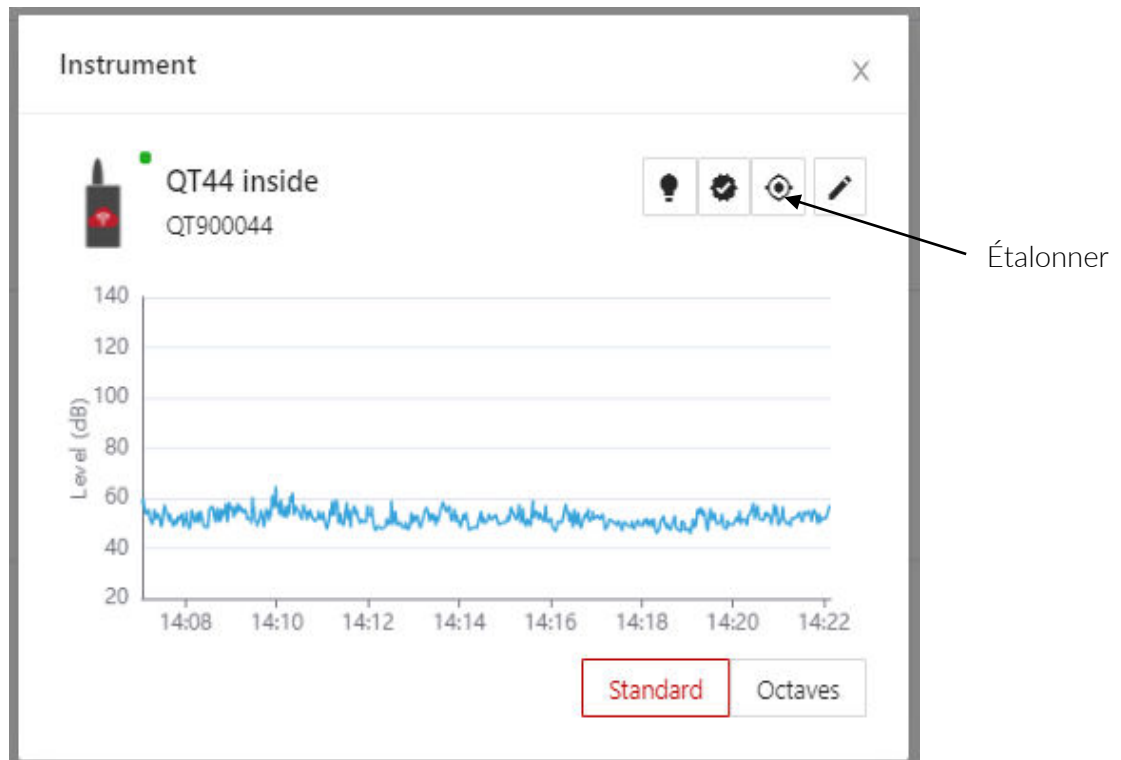 Instrument
X
QT44 inside
QT900044
Étalonner
140
120
100
80
60
40
20
Level (dB)
14:08 14:10 14:12 14:14 14:16 14:18 14:20 14:22
Standard Octaves